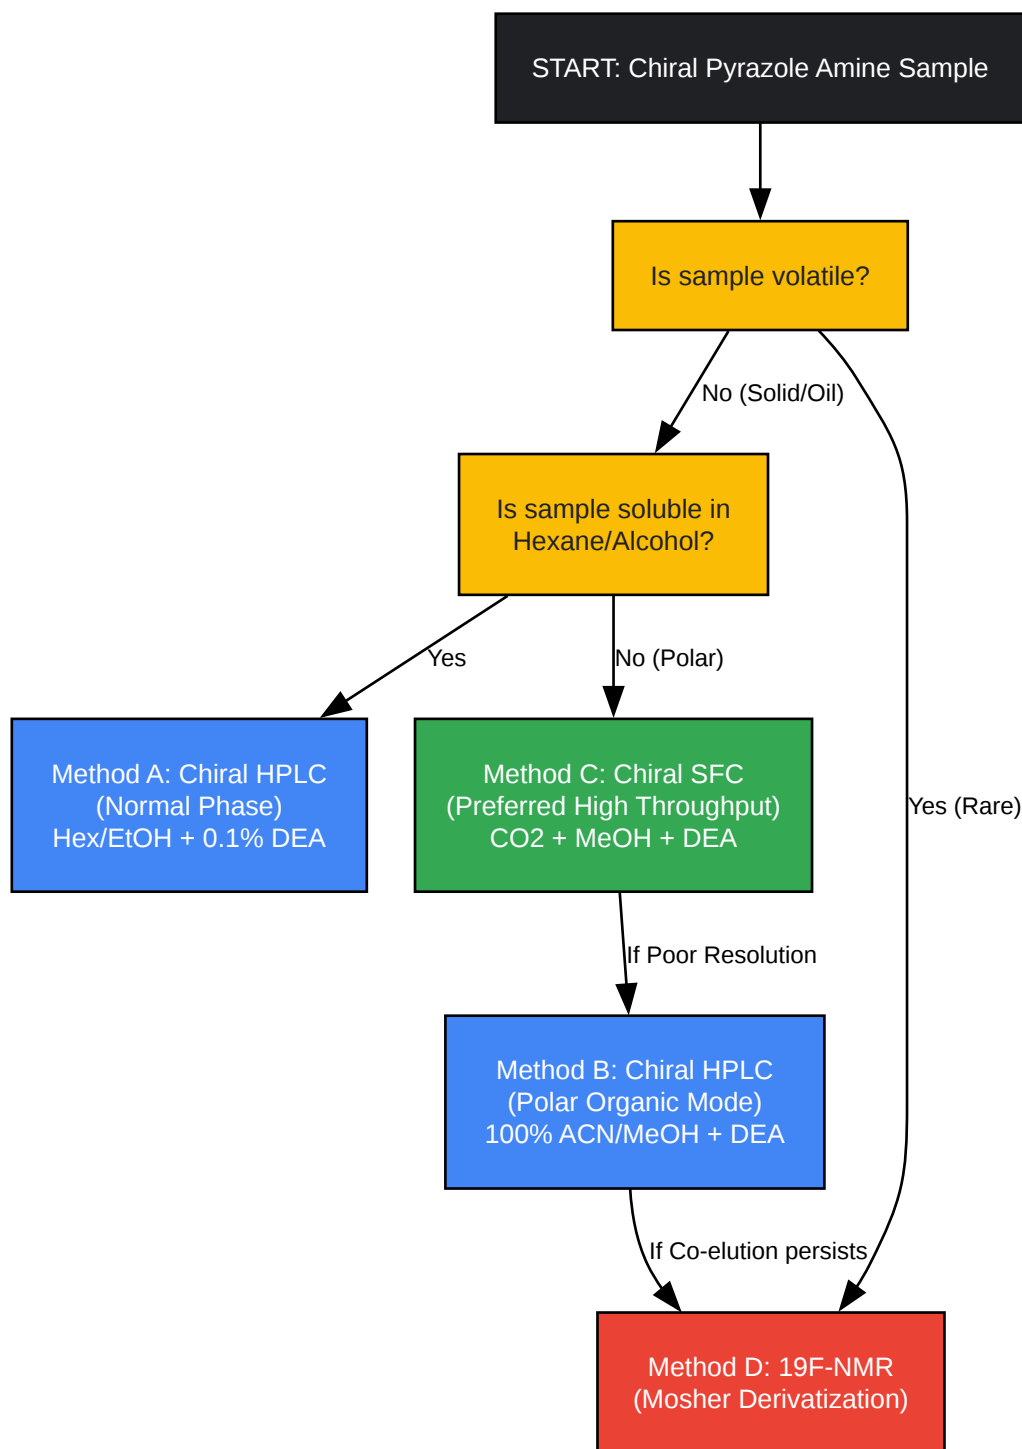 START: Chiral Pyrazole Amine Sample
Is sample volatile?
No (Solid/Oil)
Is sample soluble in
Hexane/Alcohol?
Yes
No (Polar)
Method A: Chiral HPLC
(Normal Phase)
Hex/EtOH + 0.1% DEA
Method C: Chiral SFC
(Preferred High Throughput)
CO2 + MeOH + DEA
Yes (Rare)
If Poor Resolution
Method B: Chiral HPLC
(Polar Organic Mode)
100% ACN/MeOH + DEA
If Co-elution persists
Method D: 19F-NMR
(Mosher Derivatization)